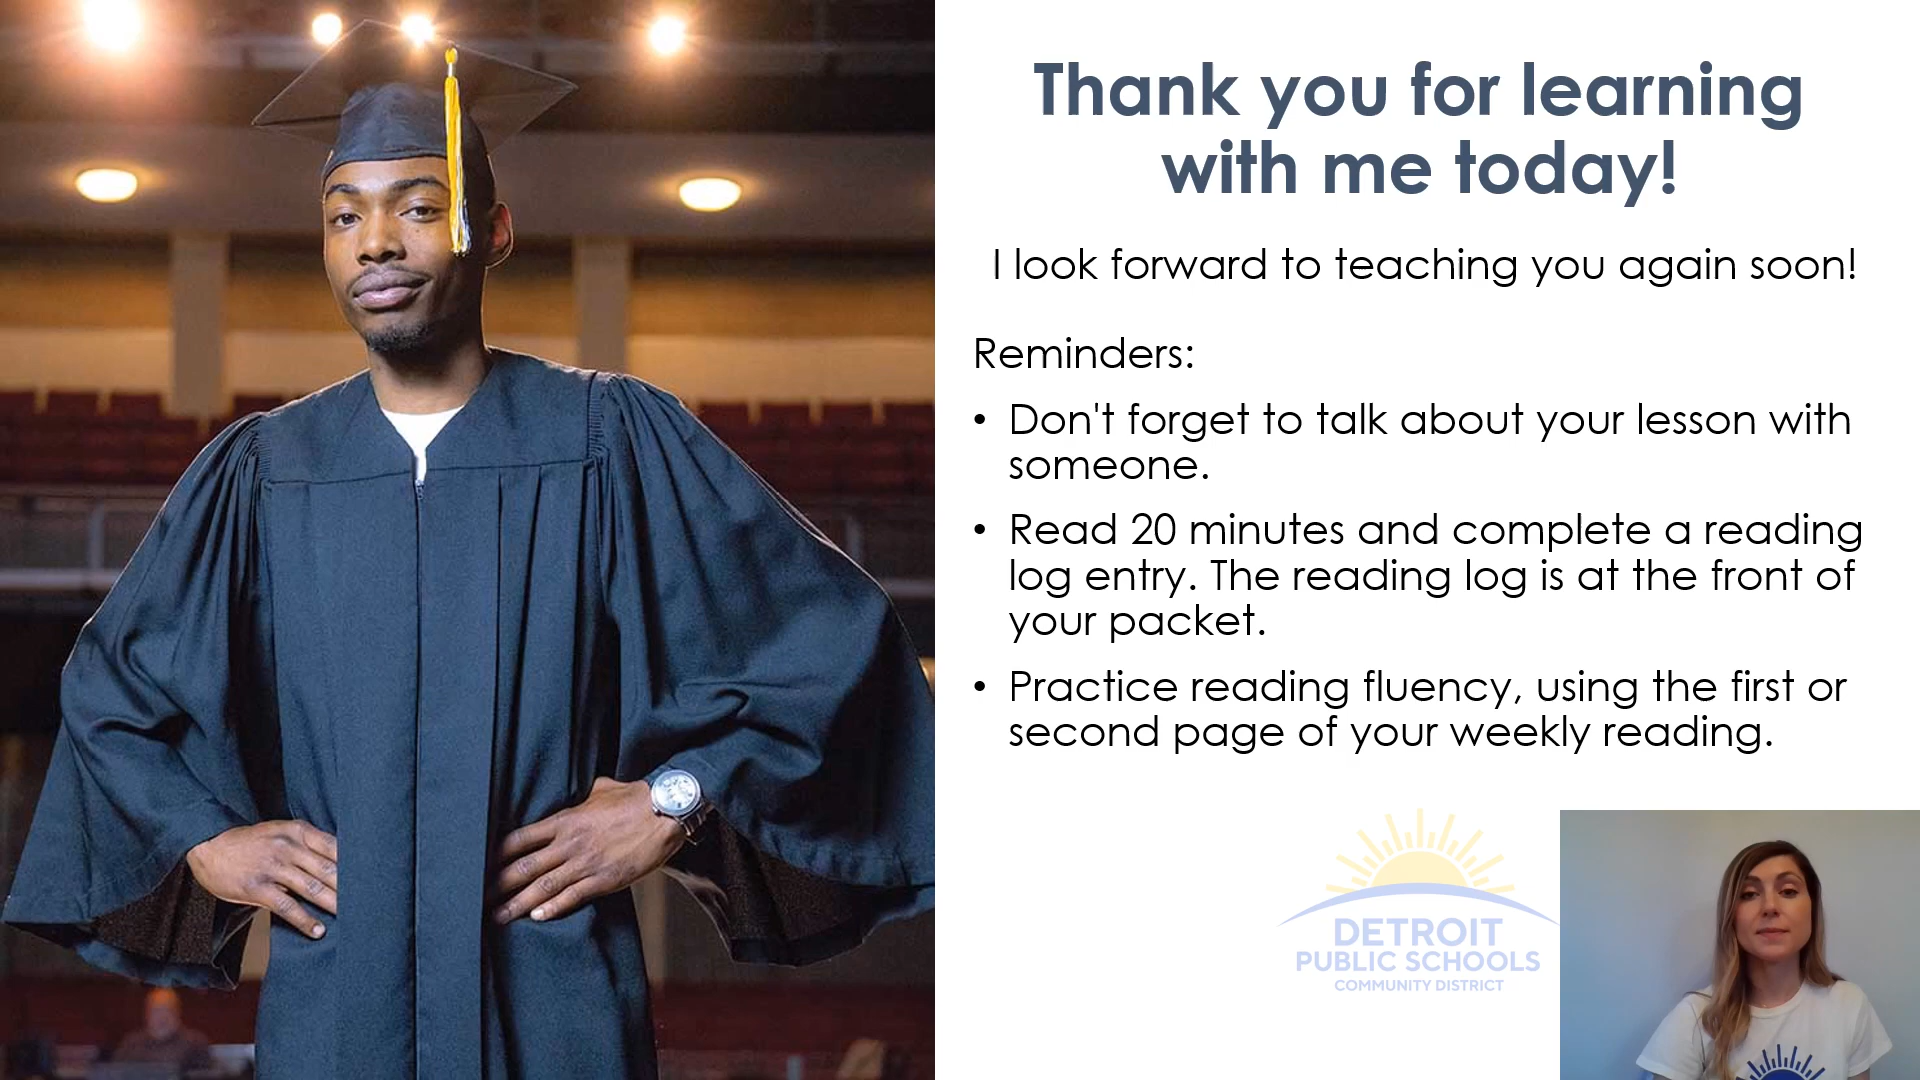 Thank you for learning
with me today!
I look forward to teaching you again soon!
Reminders:
• Don't forget to talk about your lesson with
someone.
• Read 20 minutes and complete a reading
log entry. The reading log is at the front of
your packet.
• Practice reading fluency, using the first or
second page of your weekly reading.
DETROIT
PUBLIC SCHOOLS
COMMUNITY DISTRICT